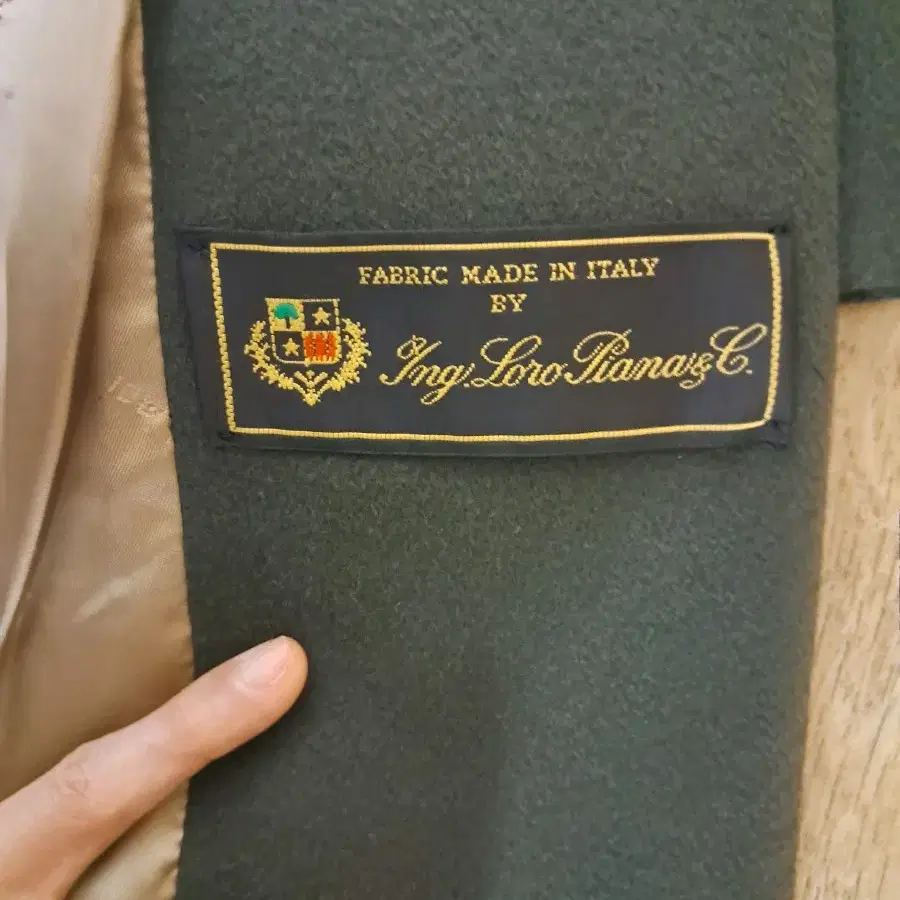 FABRIC MADE IN ITALY
BY
Ing. Loro Piana & C.